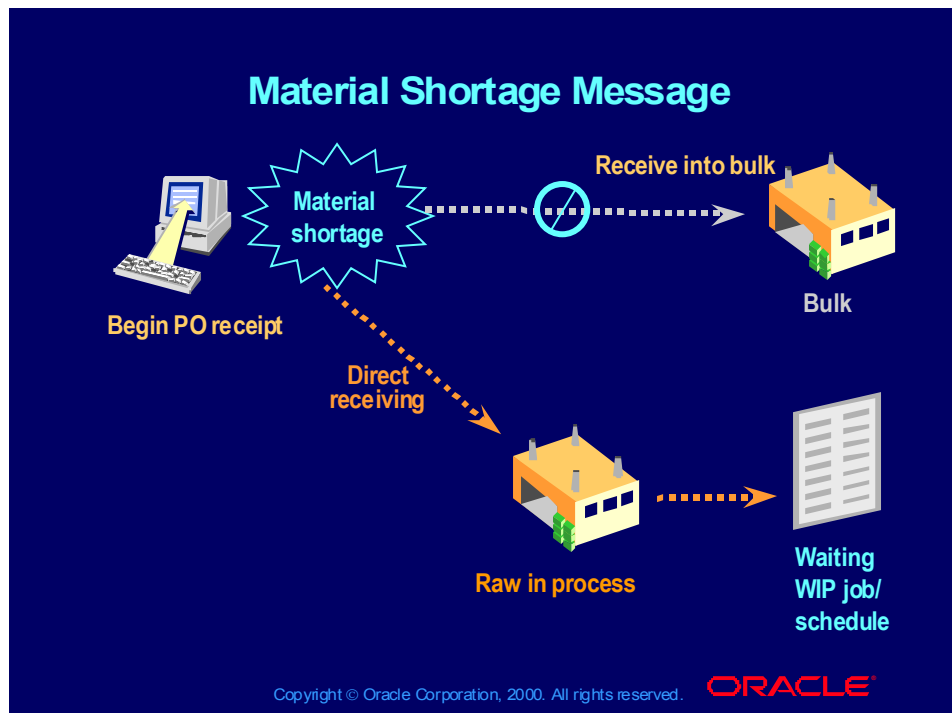 Material Shortage Message
Receive into bulk
Material
shortage
Bulk
Begin PO receipt
Direct
receiving
Waiting
WIP job/
schedule
Raw in process
Copyright © Oracle Corporation, 2000. All rights reserved.
ORACLE®